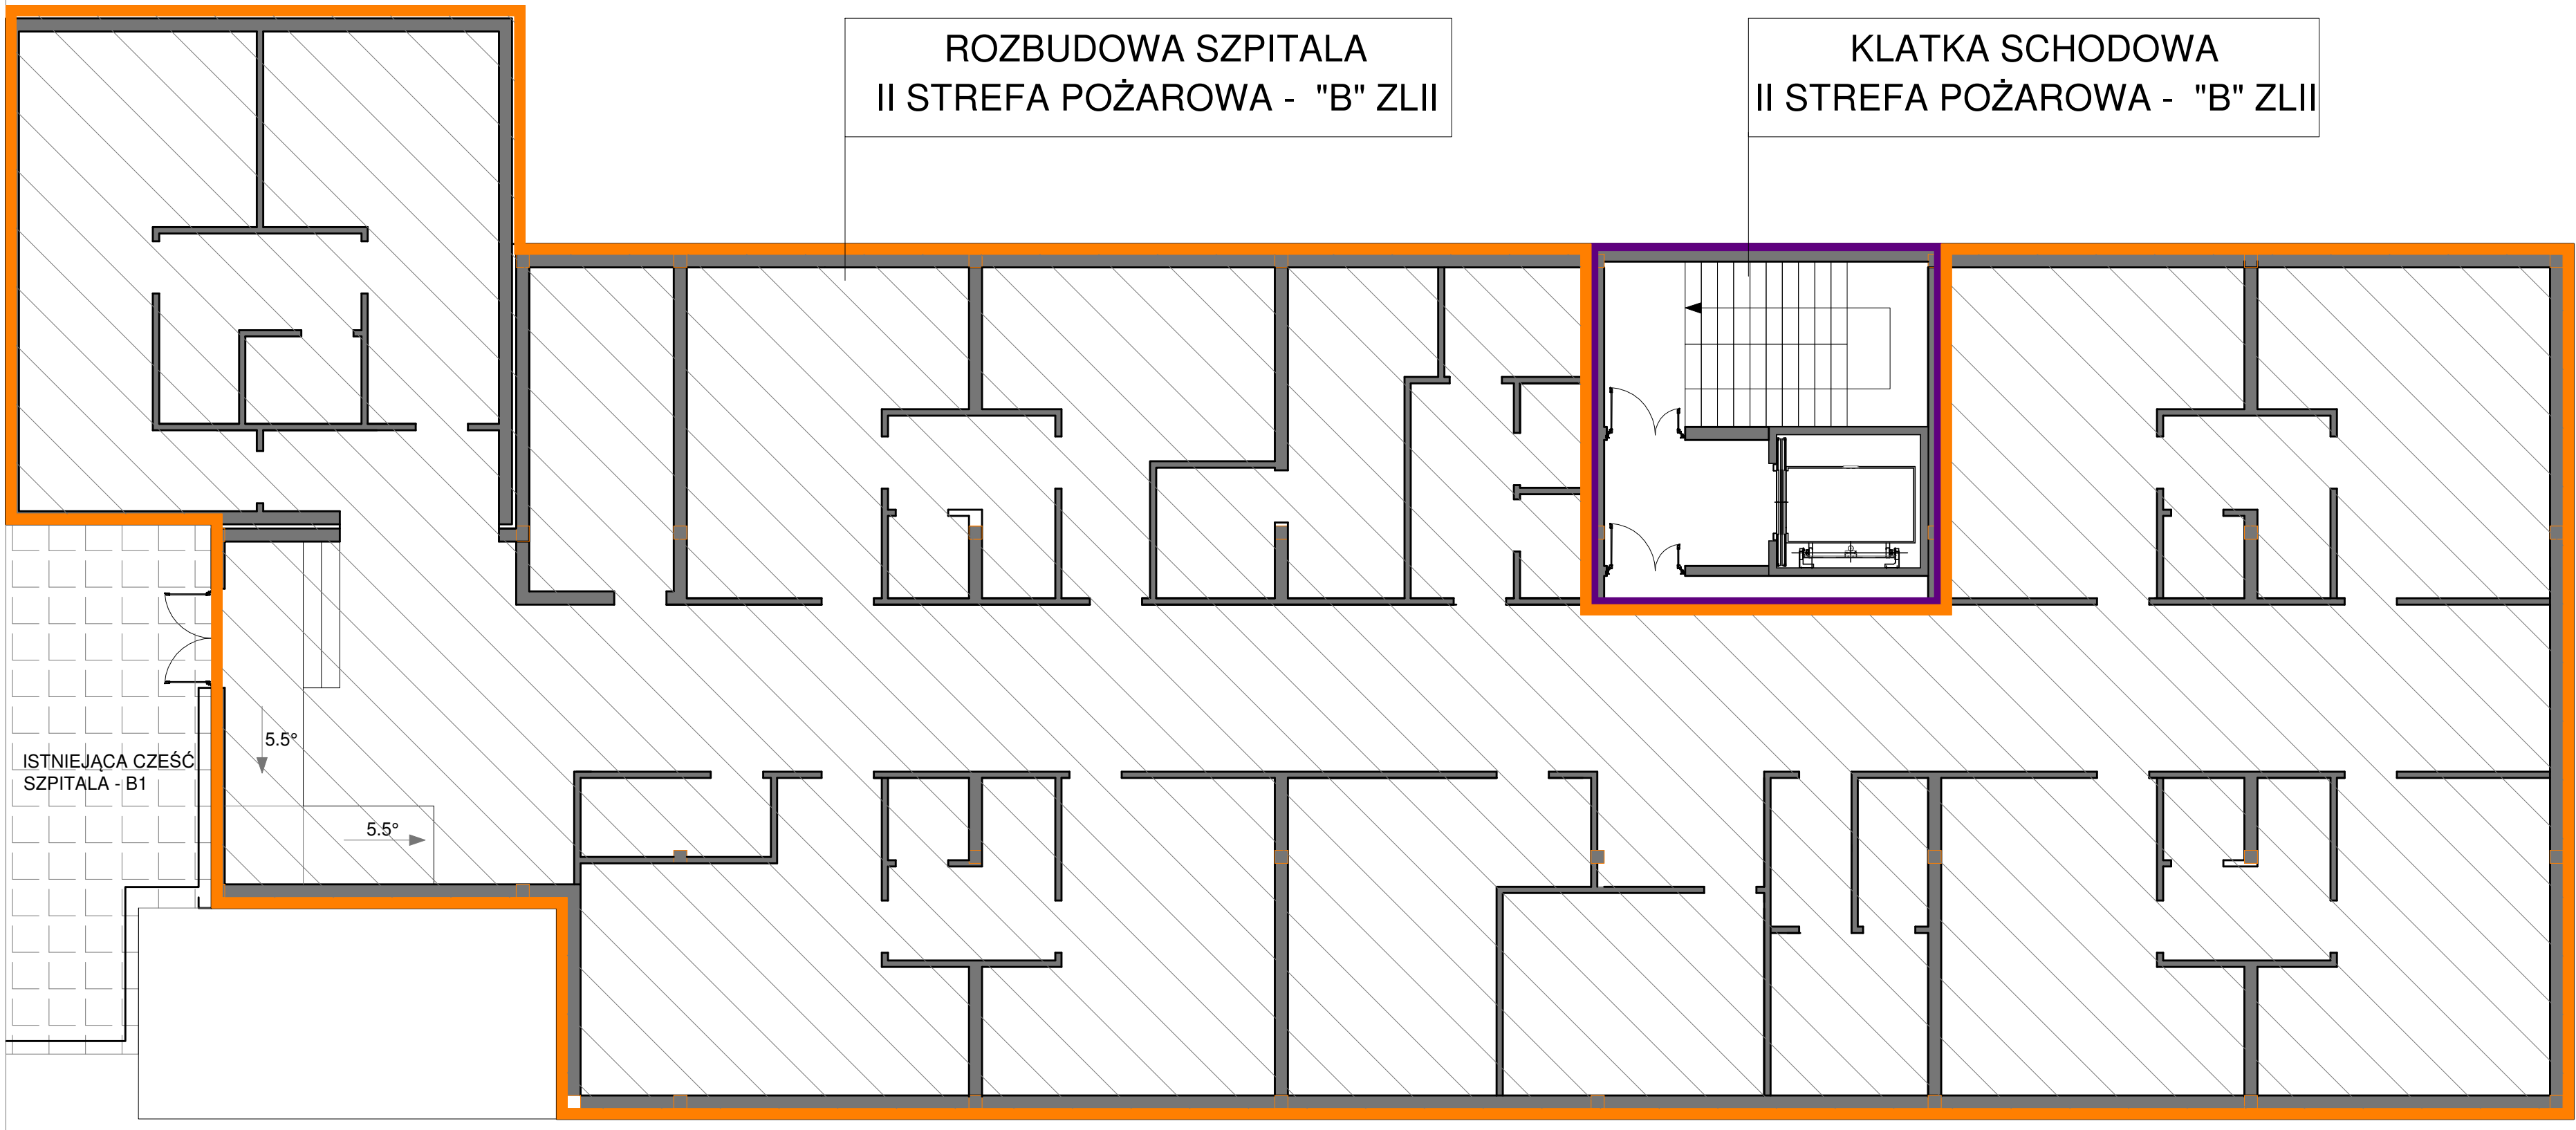 ROZBUDOWA SZPITALA
II STREFA POŻAROWA - "B" ZLII
KLATKA SCHODOWA
II STREFA POŻAROWA - "B" ZLII
5.5°
ISTNIEJĄCA CZEŚĆ
SZPITALA - B1
5.5°